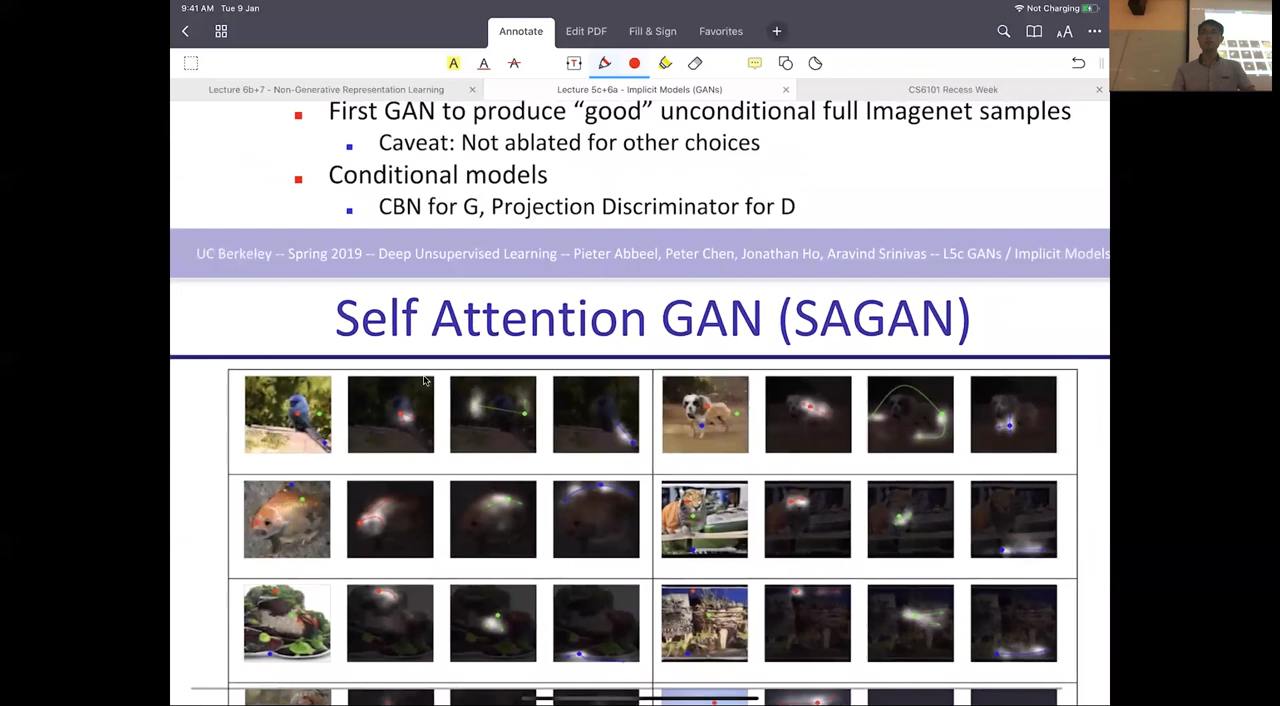 9:41 AM Tue 9 Jan
Not Charging
Annotate
Edit PDF
Fill & Sign
Favorites
Lecture 6b+7 - Non-Generative Representation Learning
Lecture 5c+6a - Implicit Models (GANs)
CS6101 Recess Week
First GAN to produce “good” unconditional full Imagenet samples
Caveat: Not ablated for other choices
Conditional models
CBN for G, Projection Discriminator for D
UC Berkeley -- Spring 2019 -- Deep Unsupervised Learning -- Pieter Abbeel, Peter Chen, Jonathan Ho, Aravind Srinivas -- L5c GANs / Implicit Models
Self Attention GAN (SAGAN)